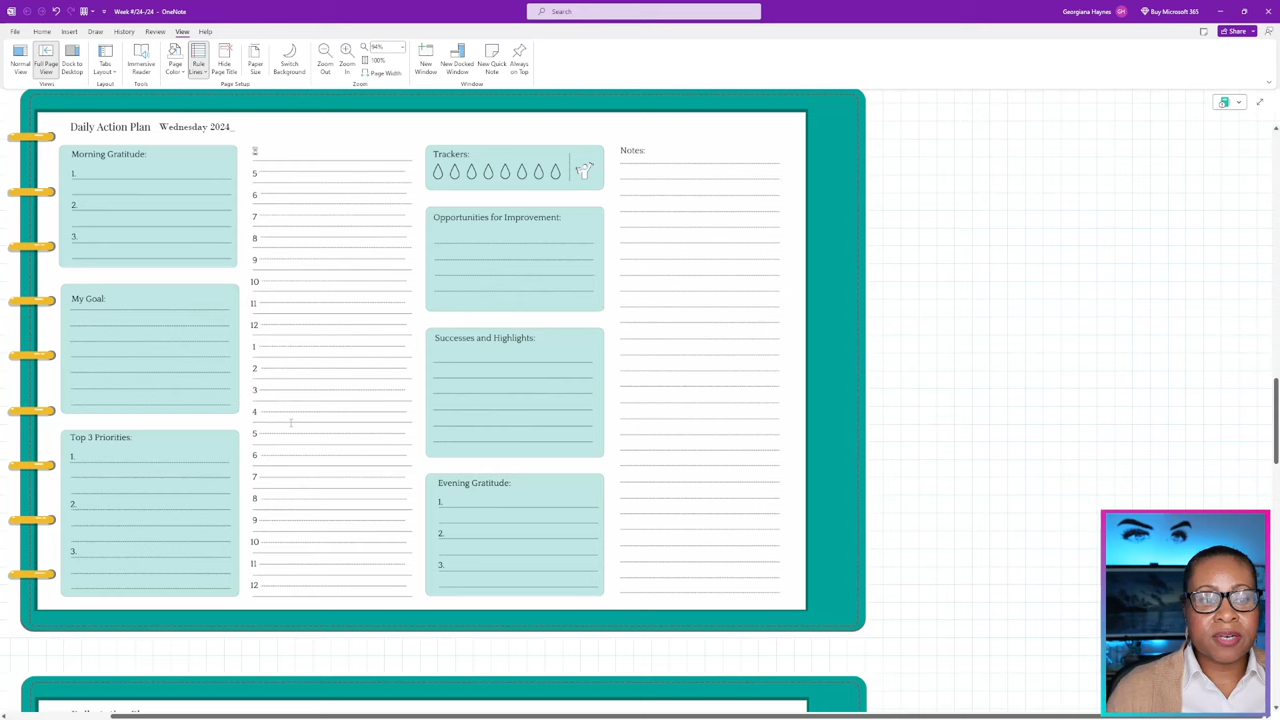 Week #/24-/24 - OneNote
Search
Georgiana Haynes GH
Buy Microsoft 365
File Home Insert Draw History Review View Help
Share
Normal View
Full Page View
Dock to Desktop
Tabs Layout
Immersive Reader
Page Color
Rule Lines
Hide Page Title
Paper Size
Switch Background
Zoom Out
Zoom In
94%
100%
Page Width
New Window
New Docked Window
New Quick Note
Always on Top
Views Layout Tools Page Setup Zoom Window
Daily Action Plan Wednesday 2024_
Morning Gratitude:
1.
2.
3.
My Goal:
Top 3 Priorities:
1.
2.
3.
5
6
7
8
9
10
11
12
1
2
3
4
5
6
7
8
9
10
11
12
Trackers:
Opportunities for Improvement:
Successes and Highlights:
Evening Gratitude:
1.
2.
3.
Notes: